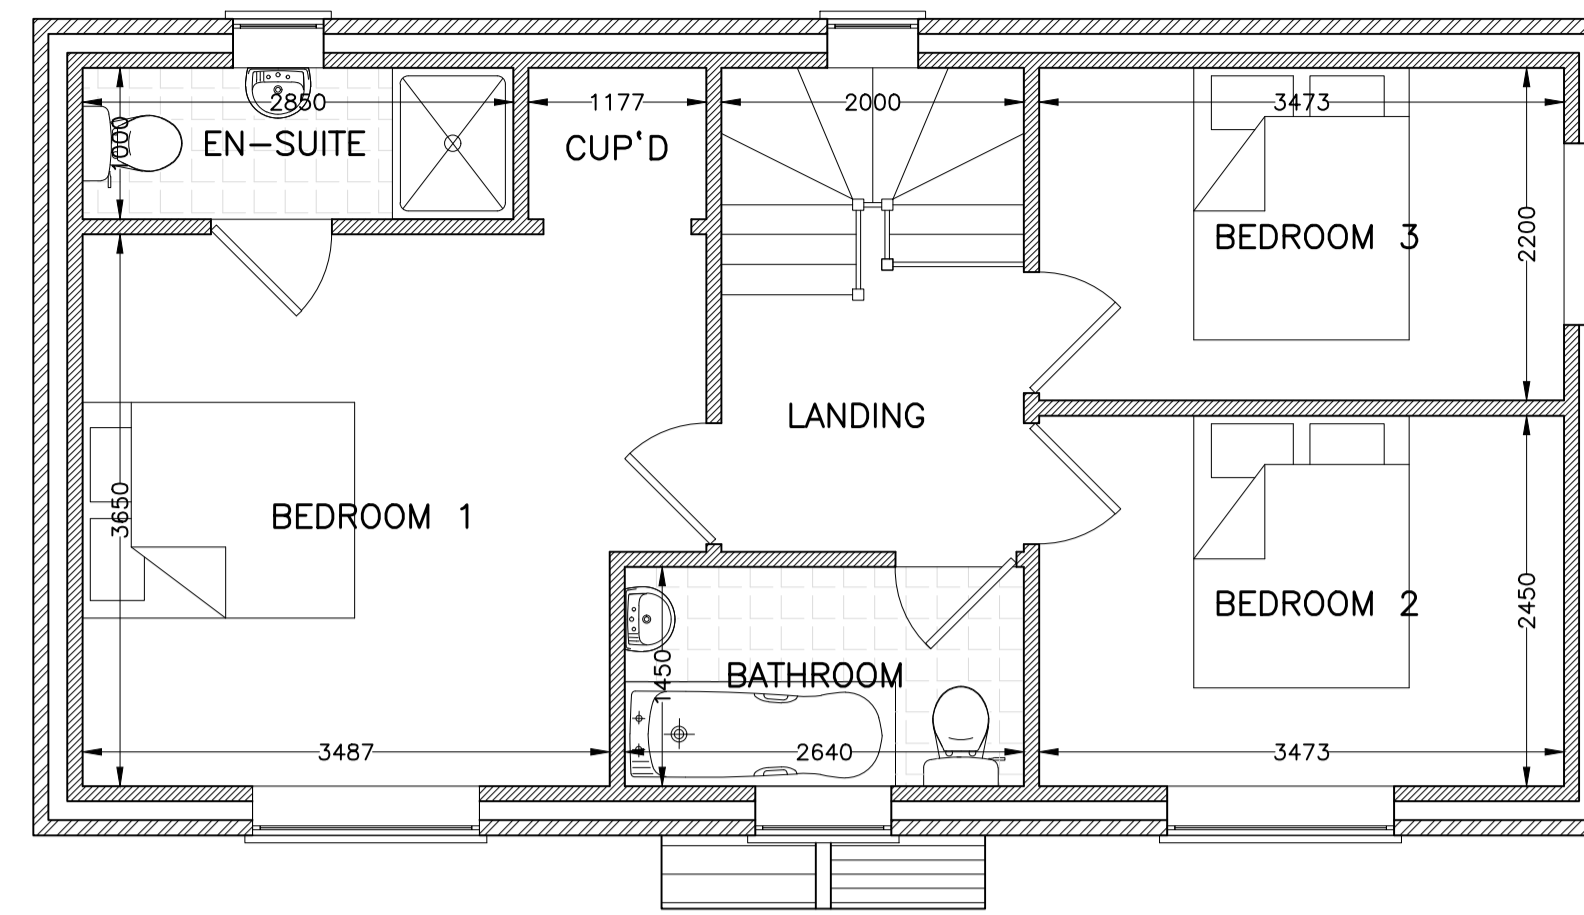 2850
1177
2000
3473
1000
EN-SUITE
CUP'D
BEDROOM 3
2200
LANDING
3650
BEDROOM 1
BEDROOM 2
2450
1450
BATHROOM
3487
2640
3473